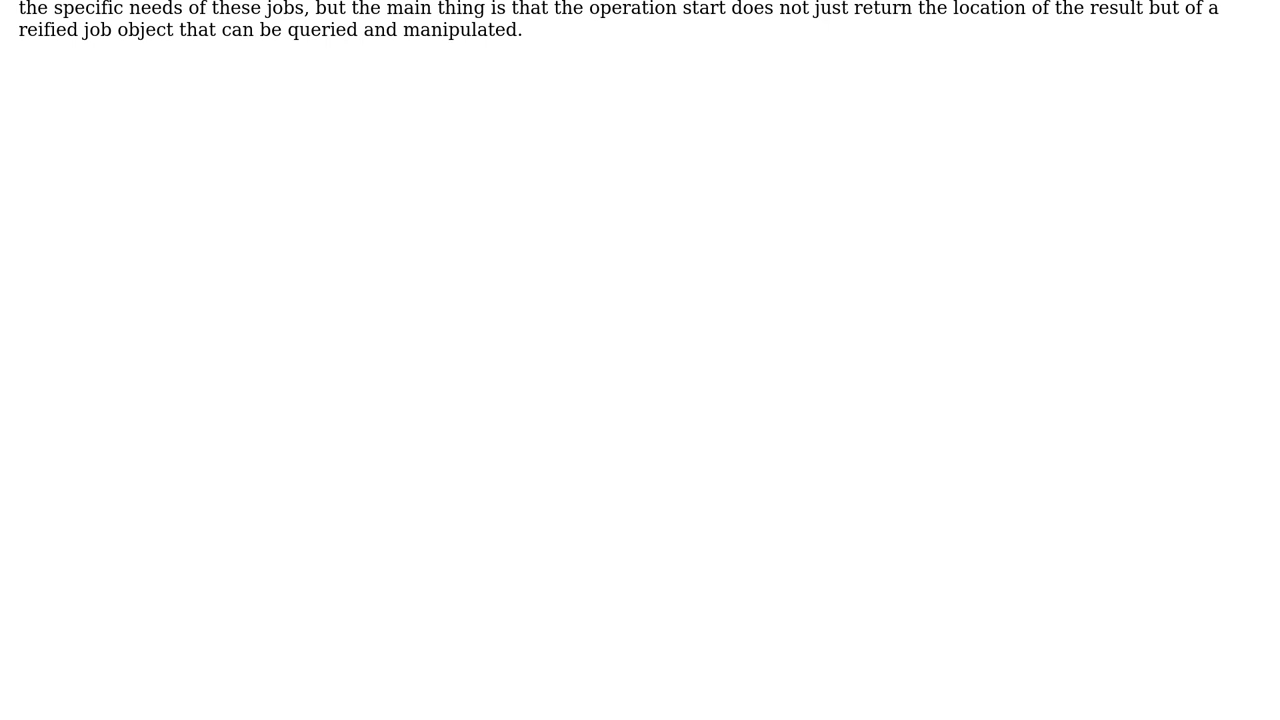 the specific needs of these jobs, but the main thing is that the operation start does not just return the location of the result but of a
reified job object that can be queried and manipulated.